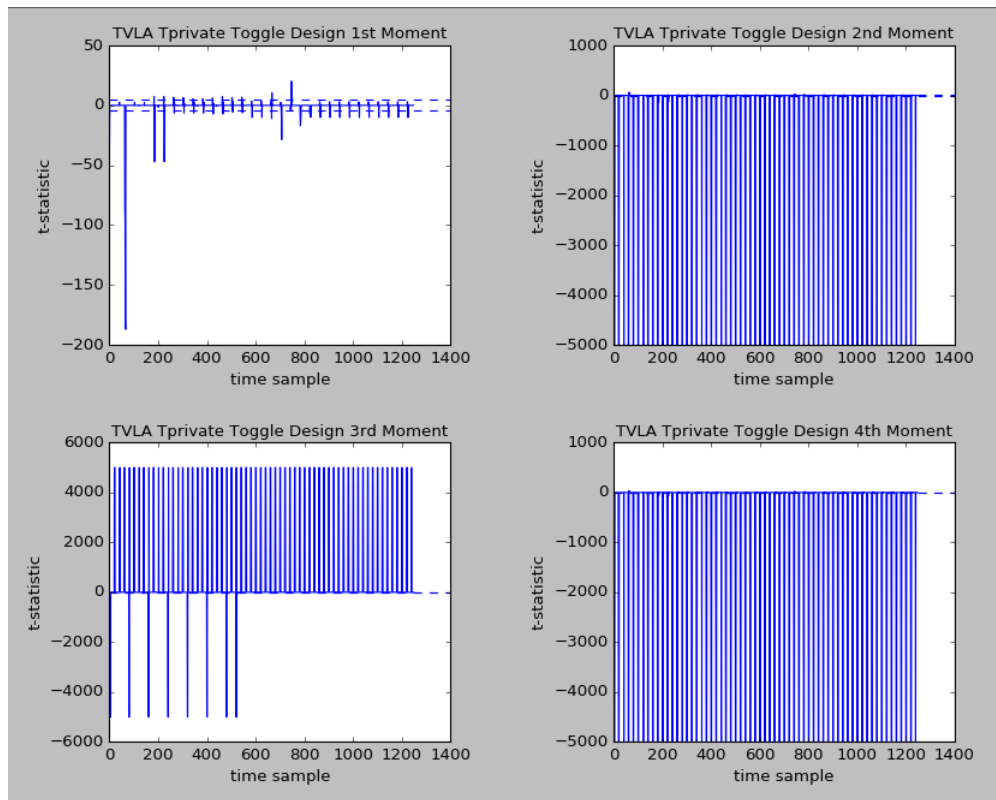 TVLA Tprivate Toggle Design 1st Moment
50
0
−50
−100
−150
−200
t-statistic
0 200 400 600 800 1000 1200 1400
time sample
TVLA Tprivate Toggle Design 2nd Moment
1000
0
−1000
−2000
−3000
−4000
−5000
t-statistic
0 200 400 600 800 1000 1200 1400
time sample
TVLA Tprivate Toggle Design 3rd Moment
6000
4000
2000
0
−2000
−4000
−6000
t-statistic
0 200 400 600 800 1000 1200 1400
time sample
TVLA Tprivate Toggle Design 4th Moment
1000
0
−1000
−2000
−3000
−4000
−5000
t-statistic
0 200 400 600 800 1000 1200 1400
time sample